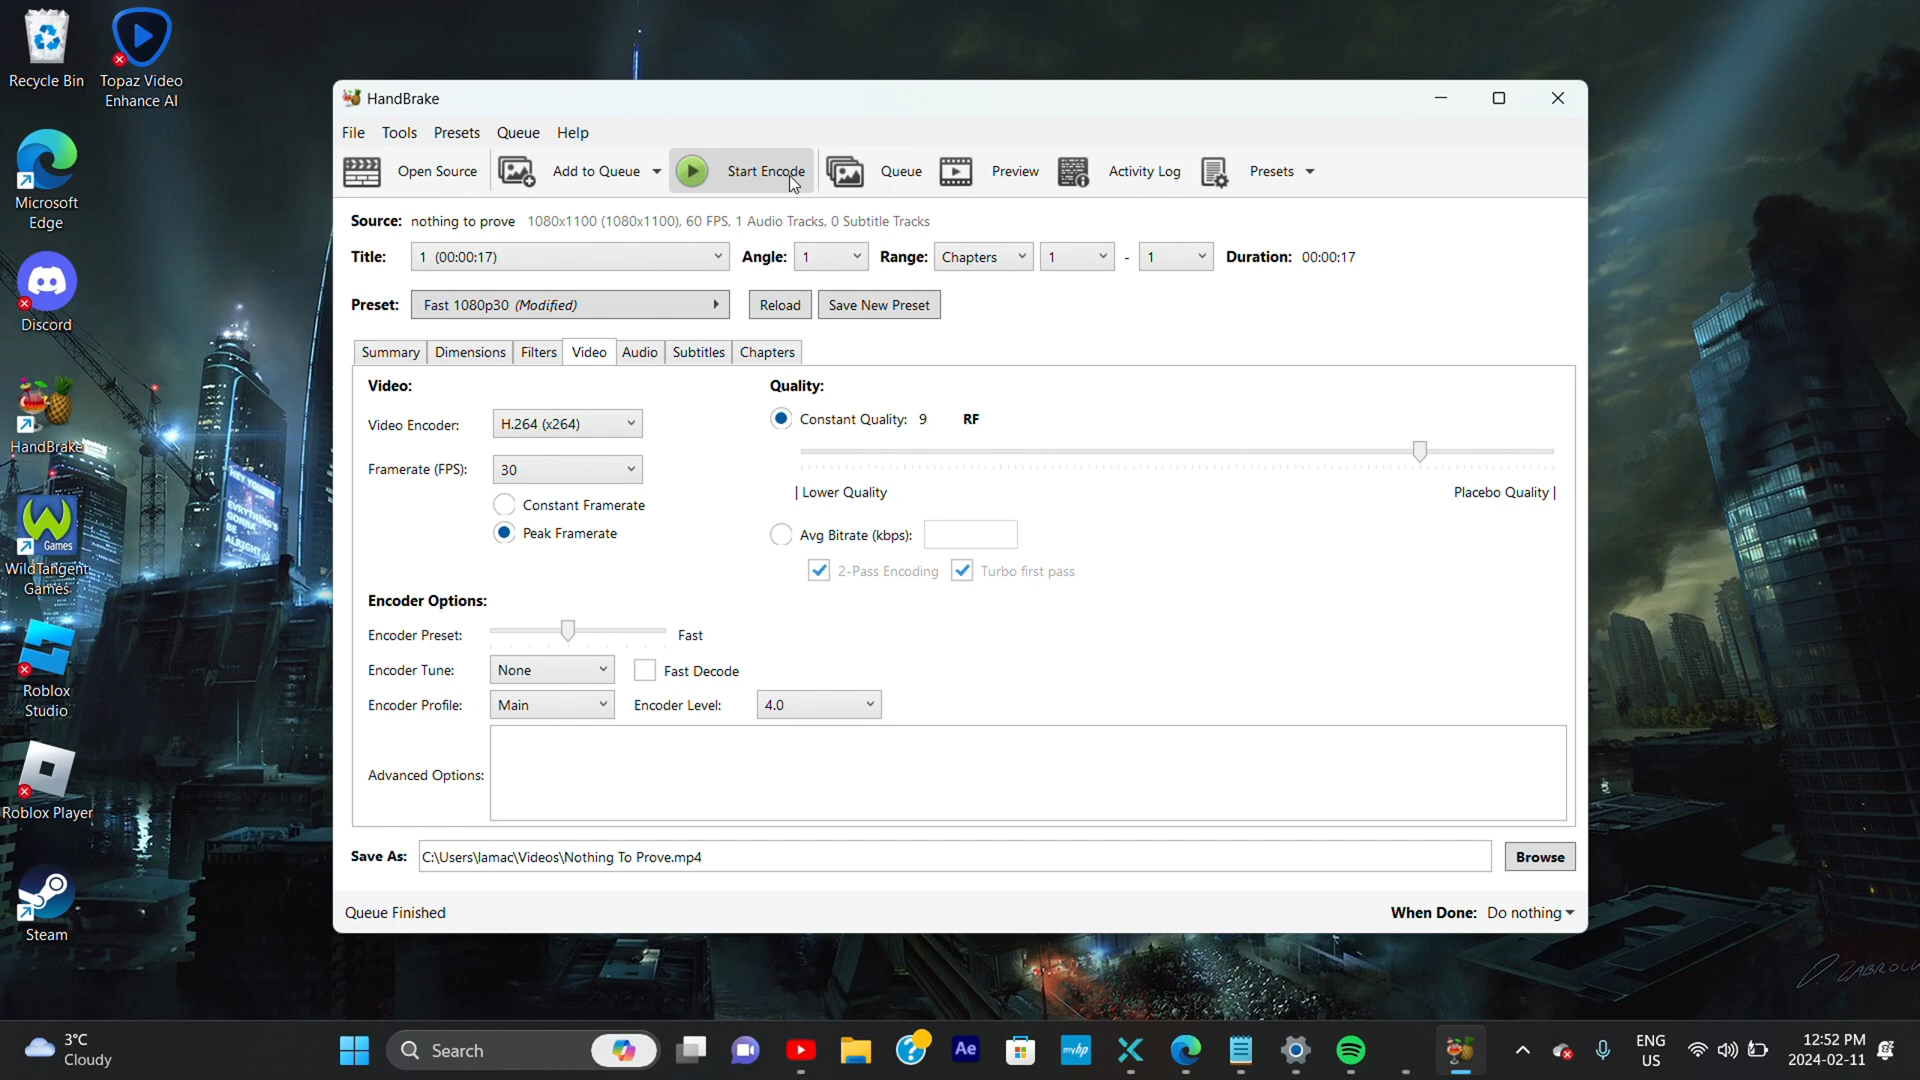 Recycle Bin
Topaz Video
Enhance AI
Microsoft
Edge
Discord
HandBrake
Games
WildTangent
Games
Roblox
Studio
Roblox Player
Steam
HEY YOU!
EVRYTHING'S
GONNA
BE
ALRIGHT
HandBrake
File Tools Presets Queue Help
Open Source Add to Queue Start Encode Queue Preview Activity Log Presets
Source: nothing to prove 1080x1100 (1080x1100), 60 FPS, 1 Audio Tracks, 0 Subtitle Tracks
Title: 1 (00:00:17) Angle: 1 Range: Chapters 1 - 1 Duration: 00:00:17
Preset: Fast 1080p30 (Modified) Reload Save New Preset
Summary Dimensions Filters Video Audio Subtitles Chapters
Video: Quality:
Video Encoder: H.264 (x264) Constant Quality: 9 RF
Framerate (FPS): 30
| Lower Quality Placebo Quality |
Constant Framerate
Peak Framerate Avg Bitrate (kbps):
2-Pass Encoding Turbo first pass
Encoder Options:
Encoder Preset: Fast
Encoder Tune: None Fast Decode
Encoder Profile: Main Encoder Level: 4.0
Advanced Options:
Save As: C:\Users\lamac\Videos\Nothing To Prove.mp4 Browse
Queue Finished When Done: Do nothing
3°C
Cloudy
Search
Ae
myhp
ENG
US
12:52 PM
2024-02-11